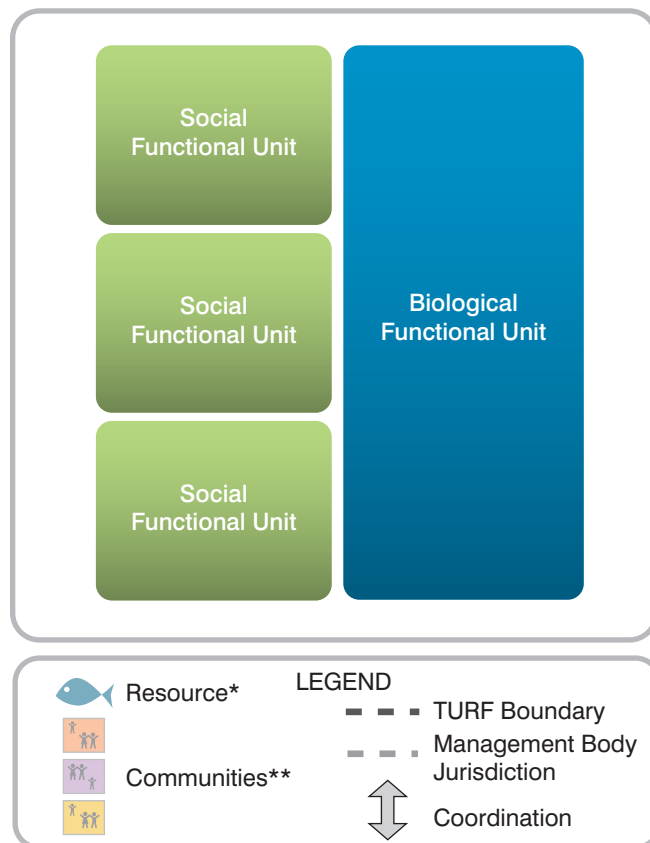 Social
Functional Unit
Social
Functional Unit
Social
Functional Unit
Biological
Functional Unit
LEGEND
Resource*
Communities**
TURF Boundary
Management Body
Jurisdiction
Coordination